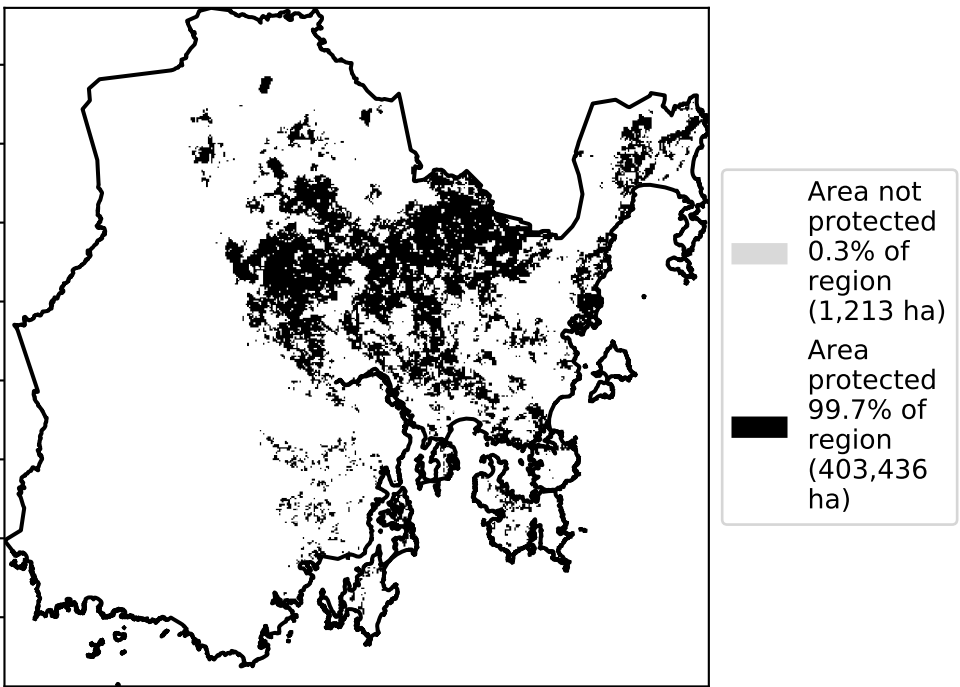 Area not
protected
0.3% of
region
(1,213 ha)
Area
protected
99.7% of
region
(403,436
ha)